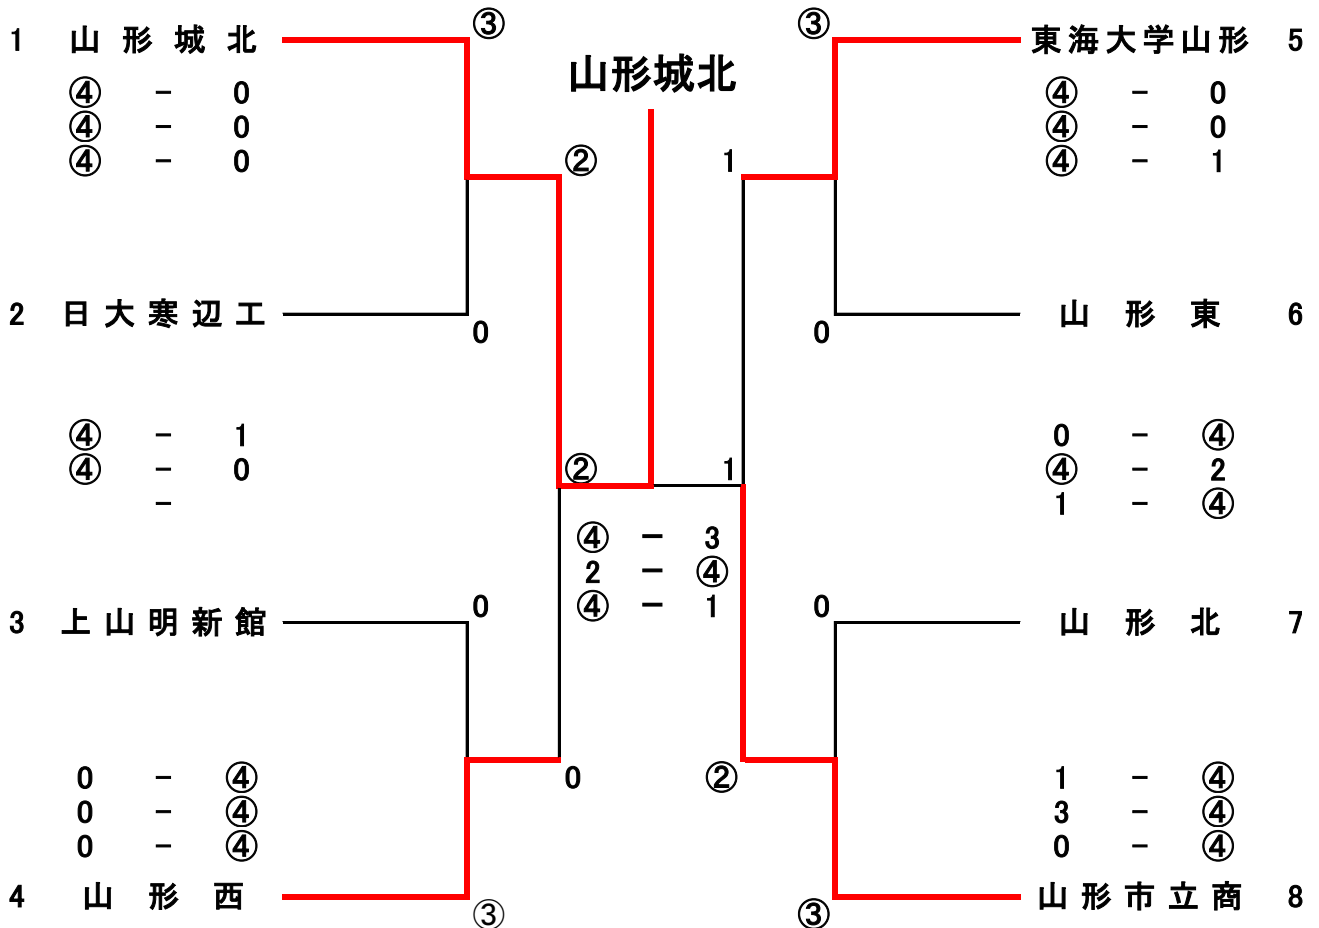 1 山形城北 ③
④ - 0
④ - 0
④ - 0
②
2 日大寒辺工 0
④ - 1
④ - 0
-
3 上山明新館 0
0 - ④
0 - ④
0 - ④
0
4 山形西 ③
山形城北
② 1
④ - 3
2 - ④
④ - 1
③ 東海大学山形 5
④ - 0
④ - 0
④ - 1
1
0 山形東 6
0 - ④
④ - 2
1 - ④
0 山形北 7
1 - ④
3 - ④
0 - ④
②
③ 山形市立商 8